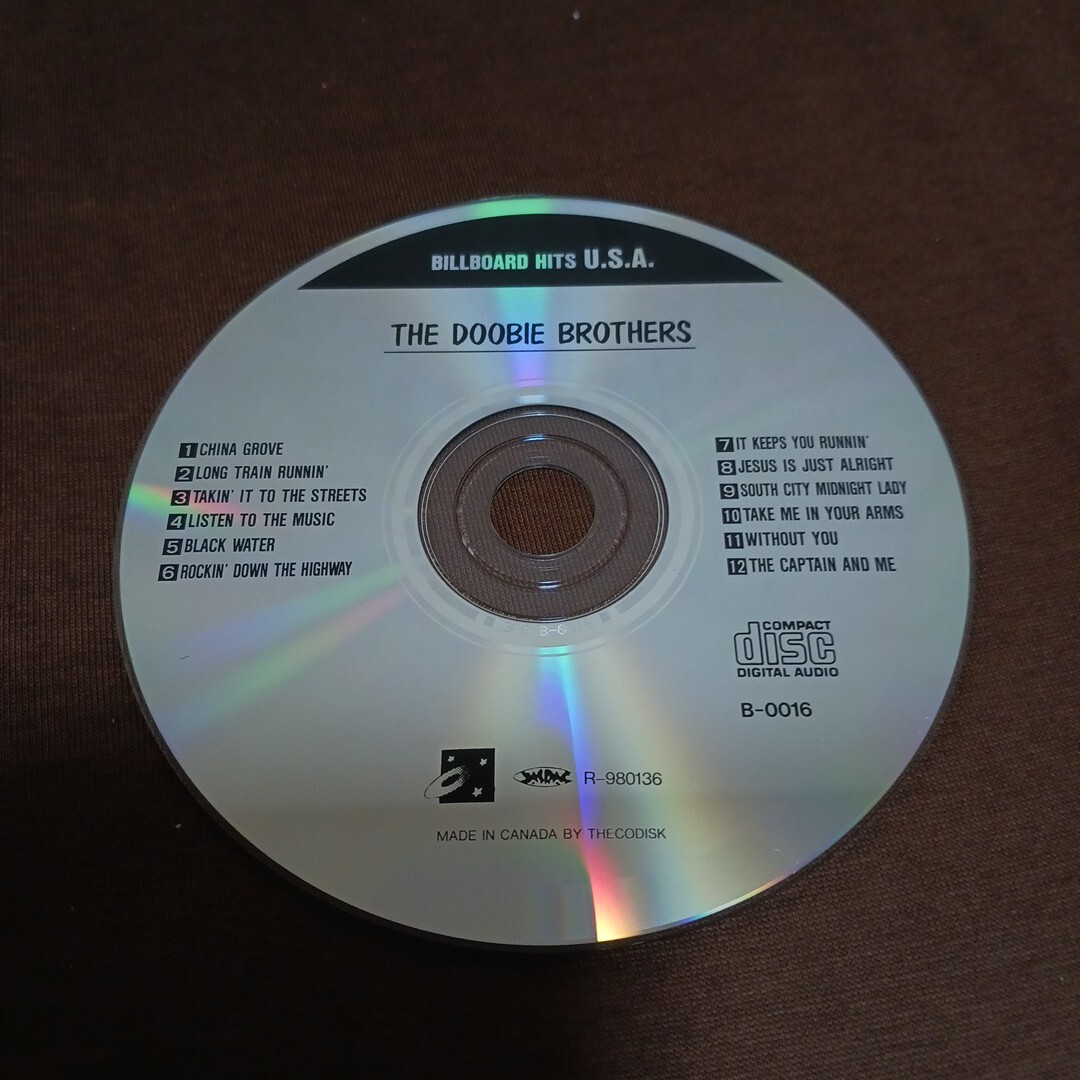 BILLBOARD HITS U.S.A.
THE DOOBIE BROTHERS
1 CHINA GROVE
2 LONG TRAIN RUNNIN'
3 TAKIN' IT TO THE STREETS
4 LISTEN TO THE MUSIC
5 BLACK WATER
6 ROCKIN' DOWN THE HIGHWAY
7 IT KEEPS YOU RUNNIN'
8 JESUS IS JUST ALRIGHT
9 SOUTH CITY MIDNIGHT LADY
10 TAKE ME IN YOUR ARMS
11 WITHOUT YOU
12 THE CAPTAIN AND ME
COMPACT
disc
DIGITAL AUDIO
B-0016
R-980136
MADE IN CANADA BY THECODISK